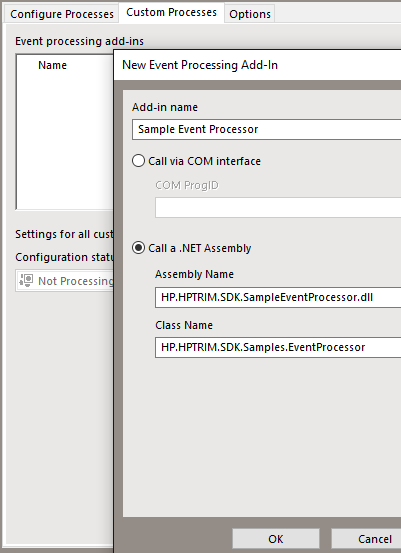 Configure Processes Custom Processes Options
Event processing add-ins
Name
New Event Processing Add-In
Add-in name
Sample Event Processor
Call via COM interface
COM ProgID
Settings for all cust
Call a .NET Assembly
Configuration statu
Assembly Name
Not Processing
HP.HPTRIM.SDK.SampleEventProcessor.dll
Class Name
HP.HPTRIM.SDK.Samples.EventProcessor
OK Cancel